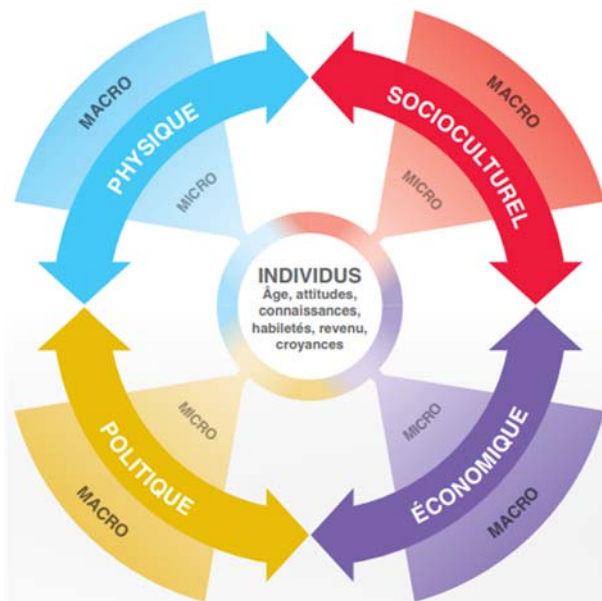 MACRO
PHYSIQUE
MICRO
MACRO
SOCIOCULTUREL
MICRO
INDIVIDUS
Âge, attitudes,
connaissances,
habiletés, revenu,
croyances
MICRO
POLITIQUE
MACRO
MICRO
ÉCONOMIQUE
MACRO